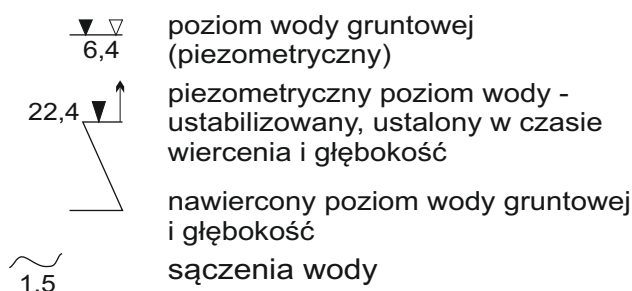 6,4 poziom wody gruntowej
(piezometryczny)
22,4 piezometryczny poziom wody -
ustabilizowany, ustalony w czasie
wiercenia i głębokość
nawiercony poziom wody gruntowej
i głębokość
1,5 sączenia wody